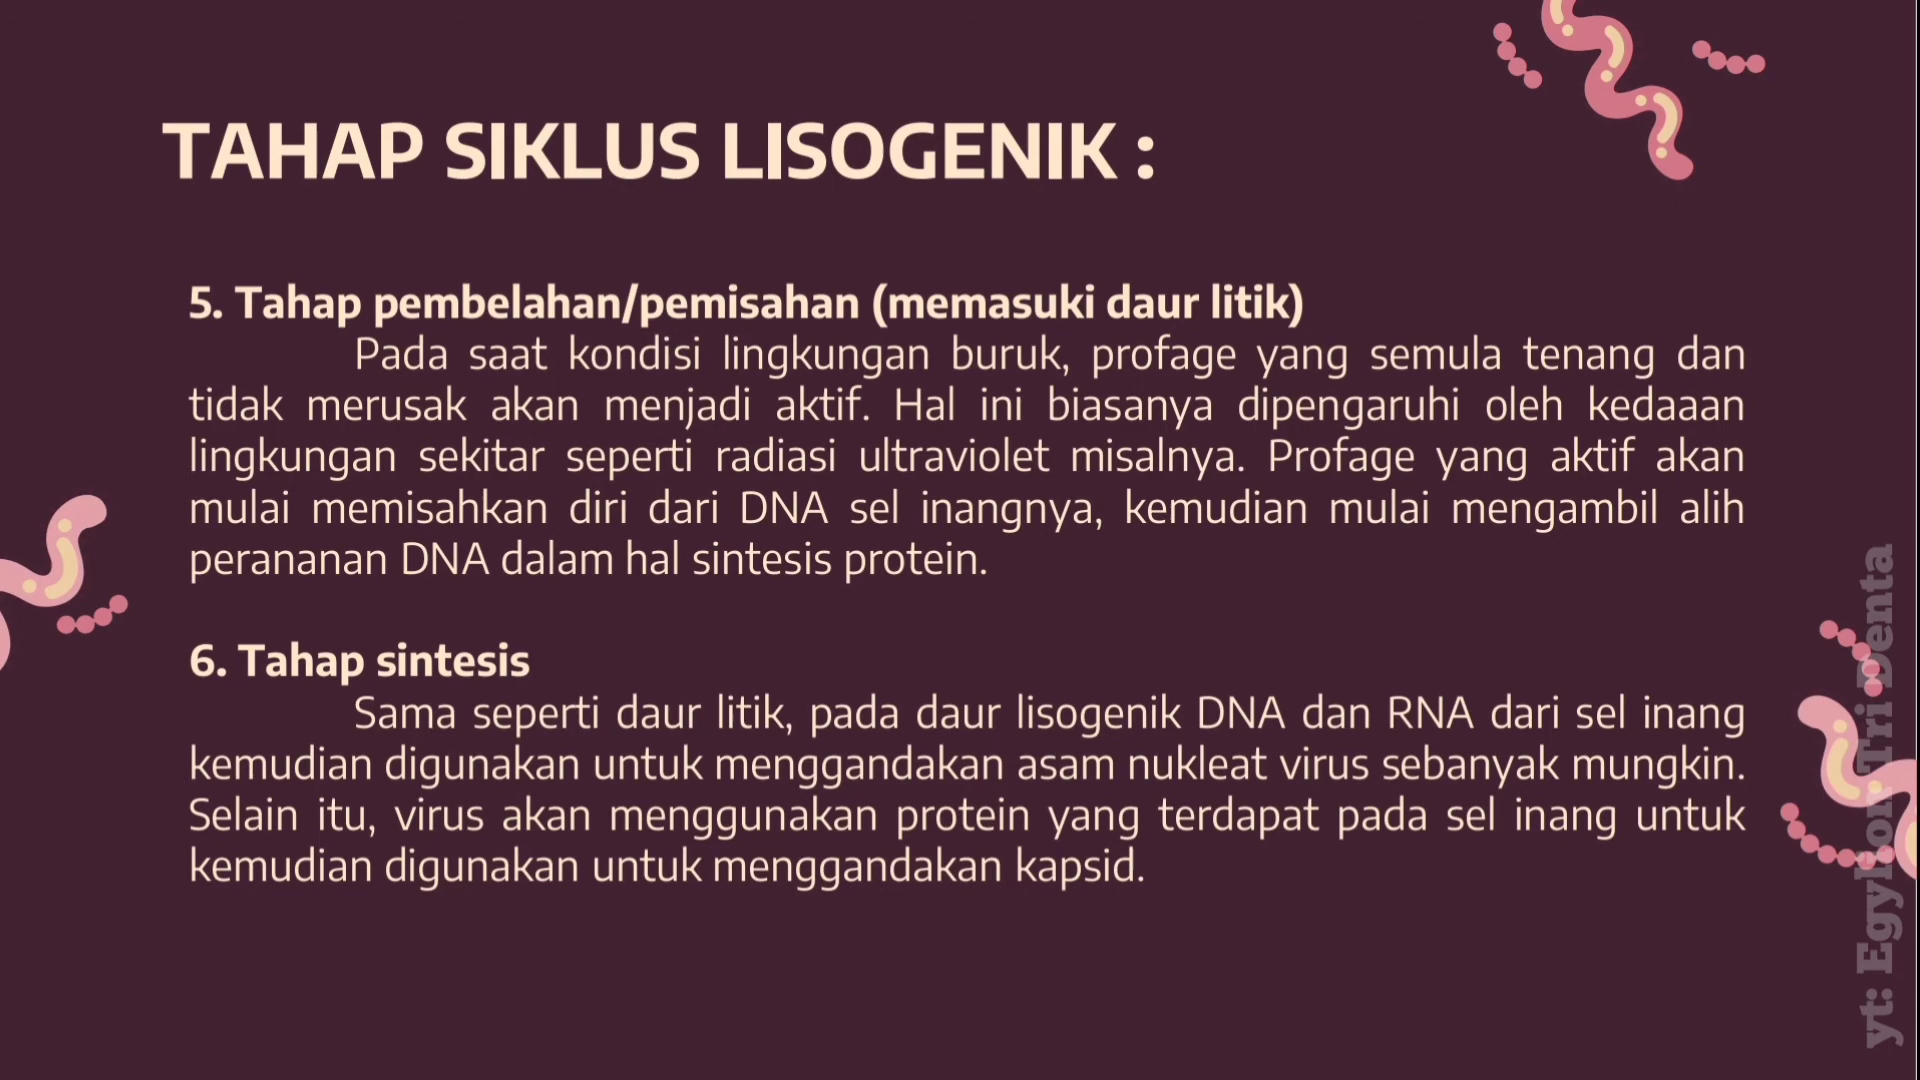 TAHAP SIKLUS LISOGENIK :
5. Tahap pembelahan/pemisahan (memasuki daur litik)
Pada saat kondisi lingkungan buruk, profage yang semula tenang dan
tidak merusak akan menjadi aktif. Hal ini biasanya dipengaruhi oleh kedaaan
lingkungan sekitar seperti radiasi ultraviolet misalnya. Profage yang aktif akan
mulai memisahkan diri dari DNA sel inangnya, kemudian mulai mengambil alih
perananan DNA dalam hal sintesis protein.
6. Tahap sintesis
Sama seperti daur litik, pada daur lisogenik DNA dan RNA dari sel inang
kemudian digunakan untuk menggandakan asam nukleat virus sebanyak mungkin.
Selain itu, virus akan menggunakan protein yang terdapat pada sel inang untuk
kemudian digunakan untuk menggandakan kapsid.
yt: Egykon Tri Denta